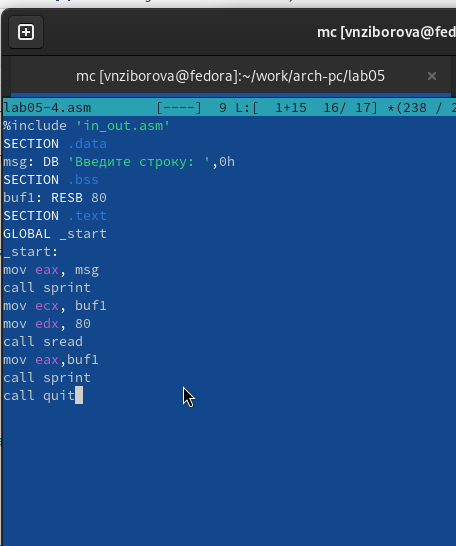 mc [vnziborova@fed
mc [vnziborova@fedora]:~/work/arch-pc/lab05
lab05-4.asm [----] 9 L:[ 1+15 16/ 17] *(238 / 2
%include 'in_out.asm'
SECTION .data
msg: DB 'Введите строку: ',0h
SECTION .bss
buf1: RESB 80
SECTION .text
GLOBAL _start
_start:
mov eax, msg
call sprint
mov ecx, buf1
mov edx, 80
call sread
mov eax,buf1
call sprint
call quit